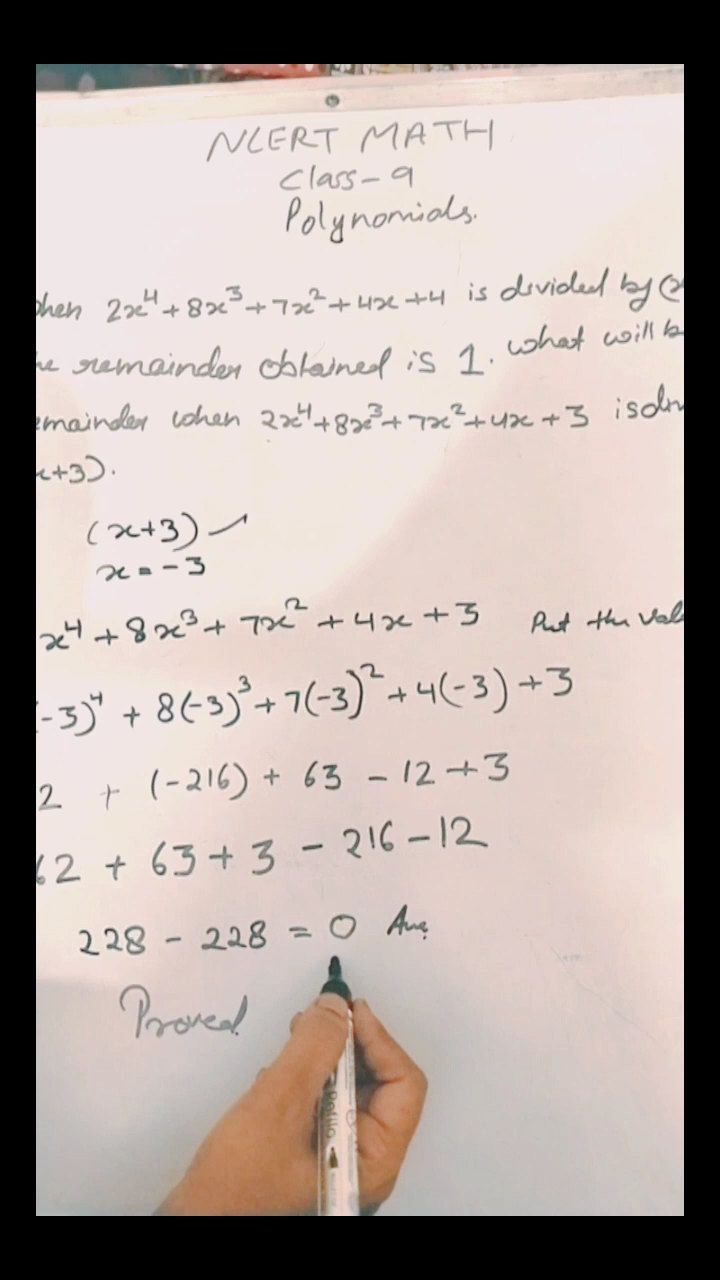 NCERT MATH
Class-9
Polynomials.
hen 2x⁴+8x³+7x²+4x+4 is divided by (x
e remainder obtained is 1. what will b
emainder when 2x⁴+8x³+7x²+4x+3 is div
x+3).
(x+3)
x=-3
x⁴+8x³+7x²+4x+3 Put the val
-3)⁴+8(-3)³+7(-3)²+4(-3)+3
2 + (-216) + 63 - 12 + 3
62 + 63 + 3 - 216 - 12
228 - 228 = 0 Ans
Proved